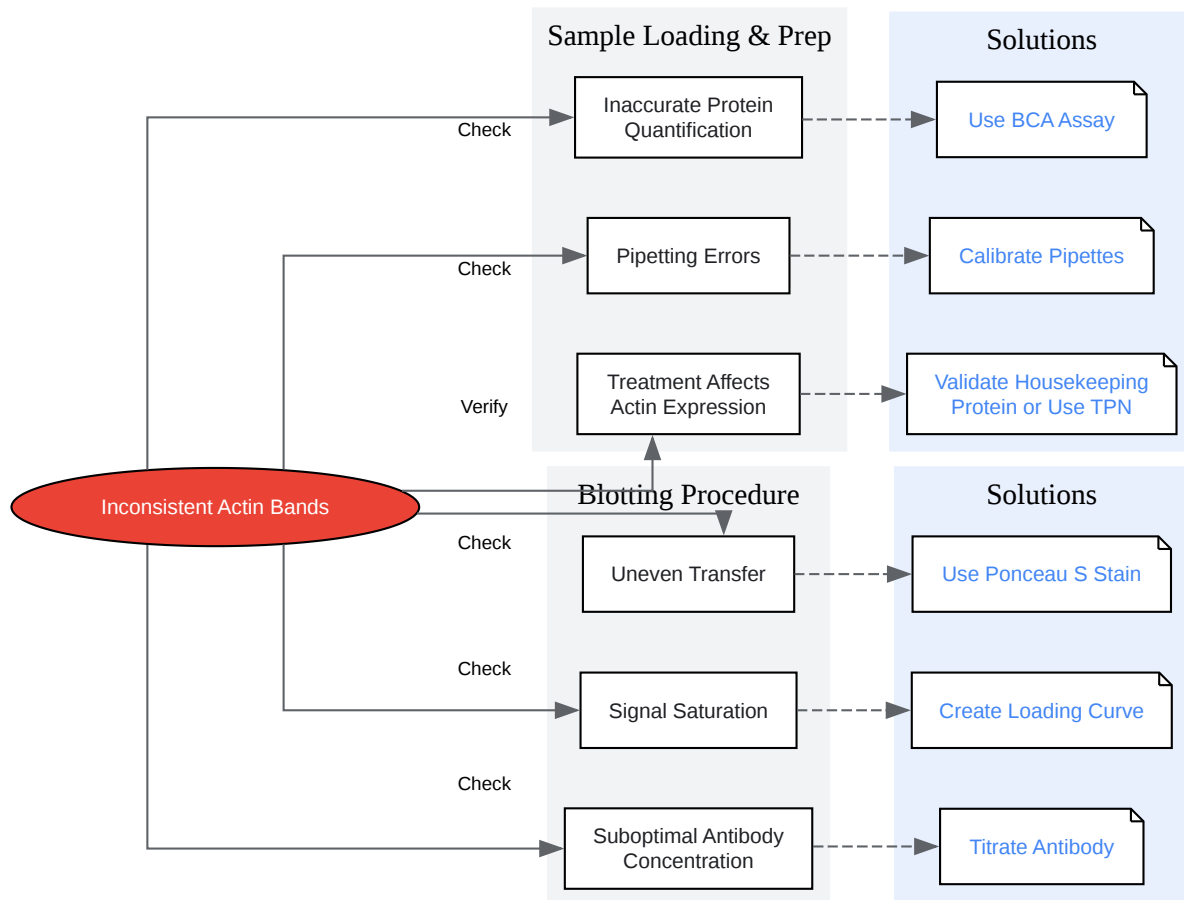 Sample Loading & Prep
Solutions
Inaccurate Protein
Quantification
Check
Use BCA Assay
Pipetting Errors
Check
Calibrate Pipettes
Treatment Affects
Actin Expression
Verify
Validate Housekeeping
Protein or Use TPN
Inconsistent Actin Bands
Blotting Procedure
Solutions
Check
Uneven Transfer
Use Ponceau S Stain
Check
Signal Saturation
Create Loading Curve
Check
Suboptimal Antibody
Concentration
Titrate Antibody